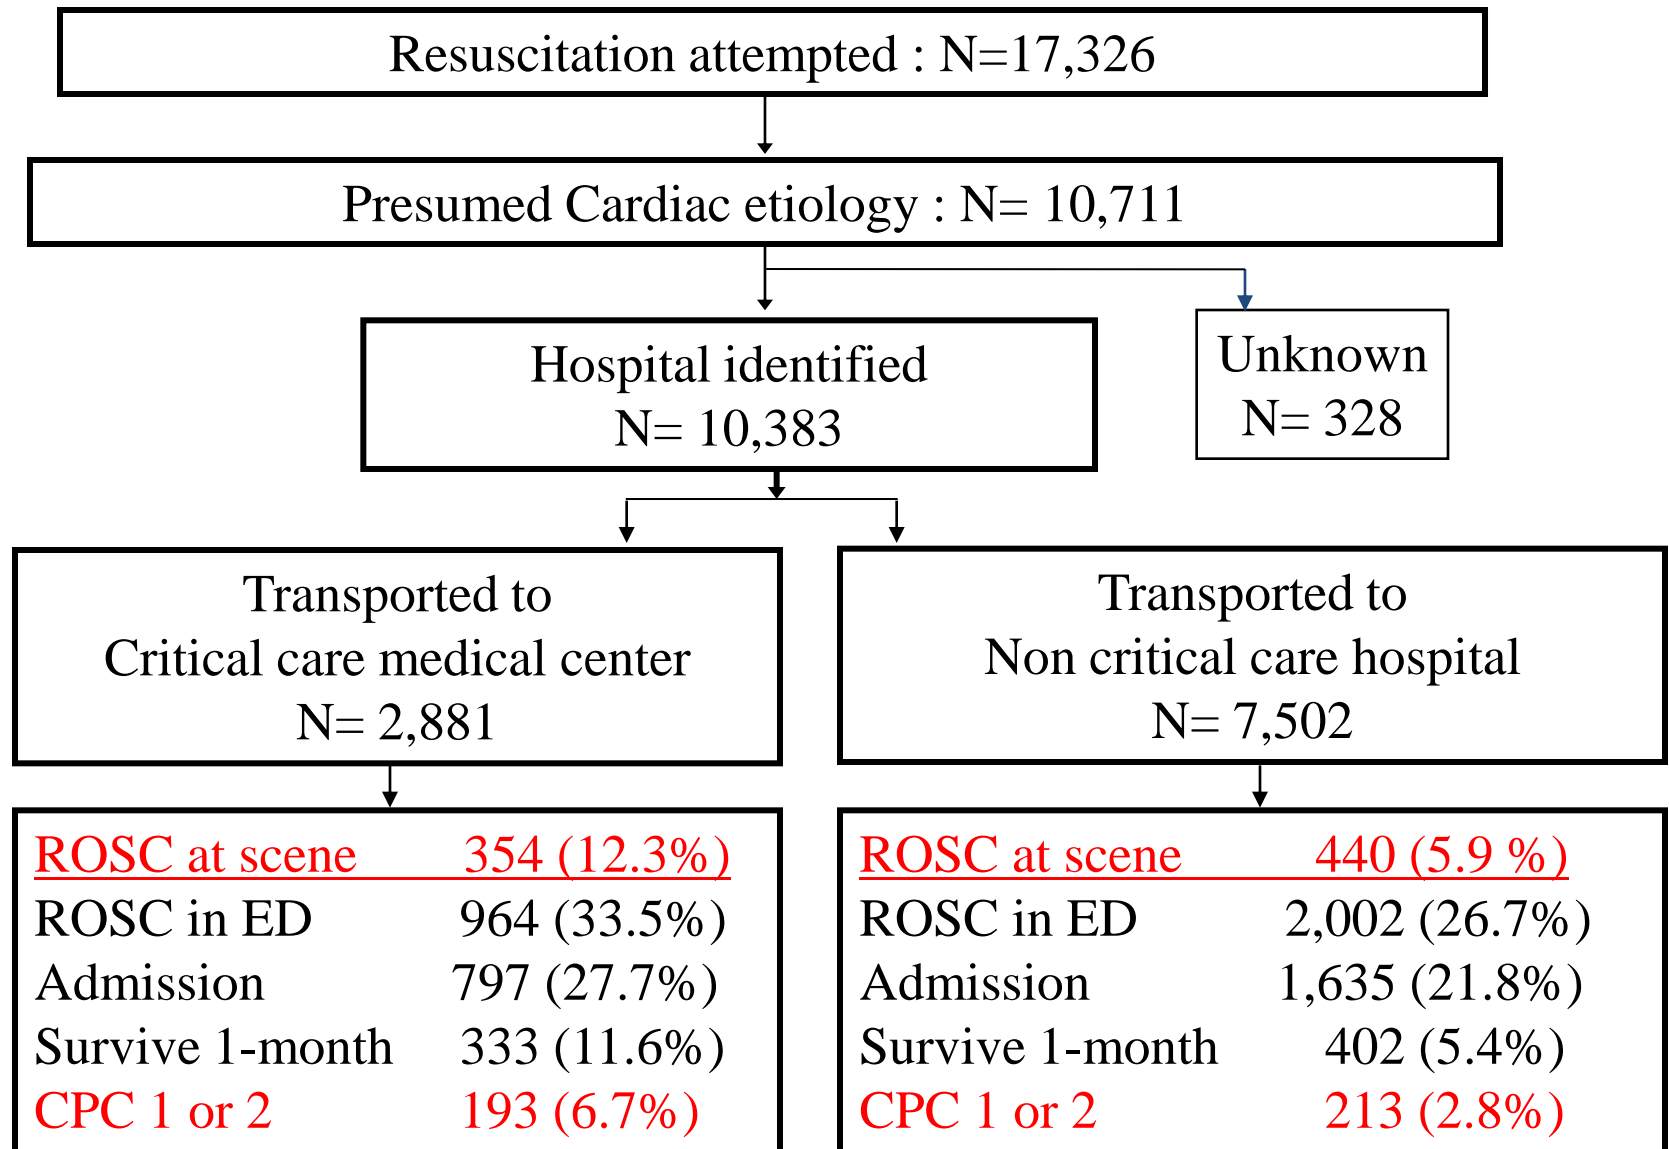 Resuscitation attempted : N=17,326
Presumed Cardiac etiology : N= 10,711
Hospital identified
N= 10,383
Unknown
N= 328
Transported to
Critical care medical center
N= 2,881
Transported to
Non critical care hospital
N= 7,502
ROSC at scene 354 (12.3%)
ROSC in ED 964 (33.5%)
Admission 797 (27.7%)
Survive 1-month 333 (11.6%)
CPC 1 or 2 193 (6.7%)
ROSC at scene 440 (5.9 %)
ROSC in ED 2,002 (26.7%)
Admission 1,635 (21.8%)
Survive 1-month 402 (5.4%)
CPC 1 or 2 213 (2.8%)